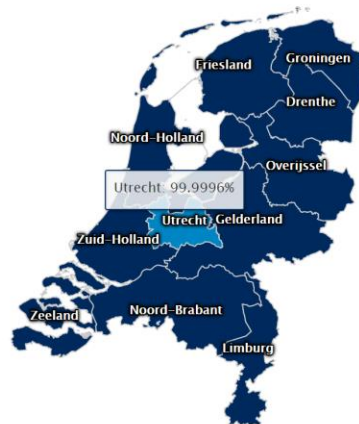 Groningen
Friesland
Drenthe
Noord-Holland
Overijssel
Utrecht: 99.9996%
Utrecht
Gelderland
Zuid-Holland
Zeeland
Noord-Brabant
Limburg